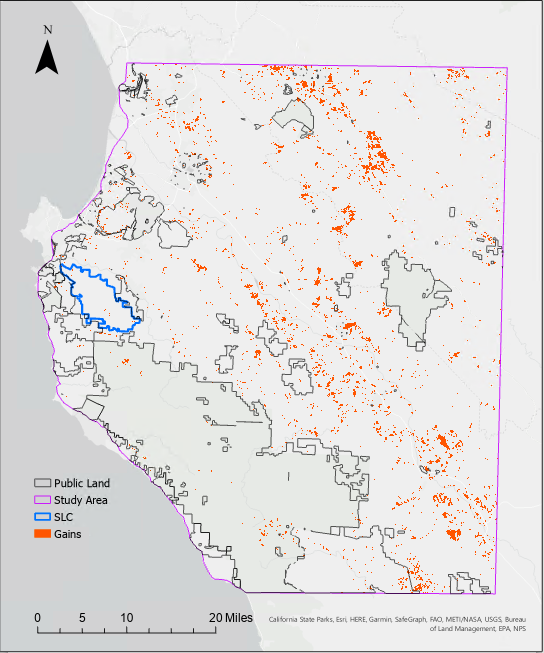 N
Public Land
Study Area
SLC
Gains
0 5 10 20 Miles
California State Parks, Esri, HERE, Garmin, SafeGraph, FAO, METI/NASA, USGS, Bureau
of Land Management, EPA, NPS